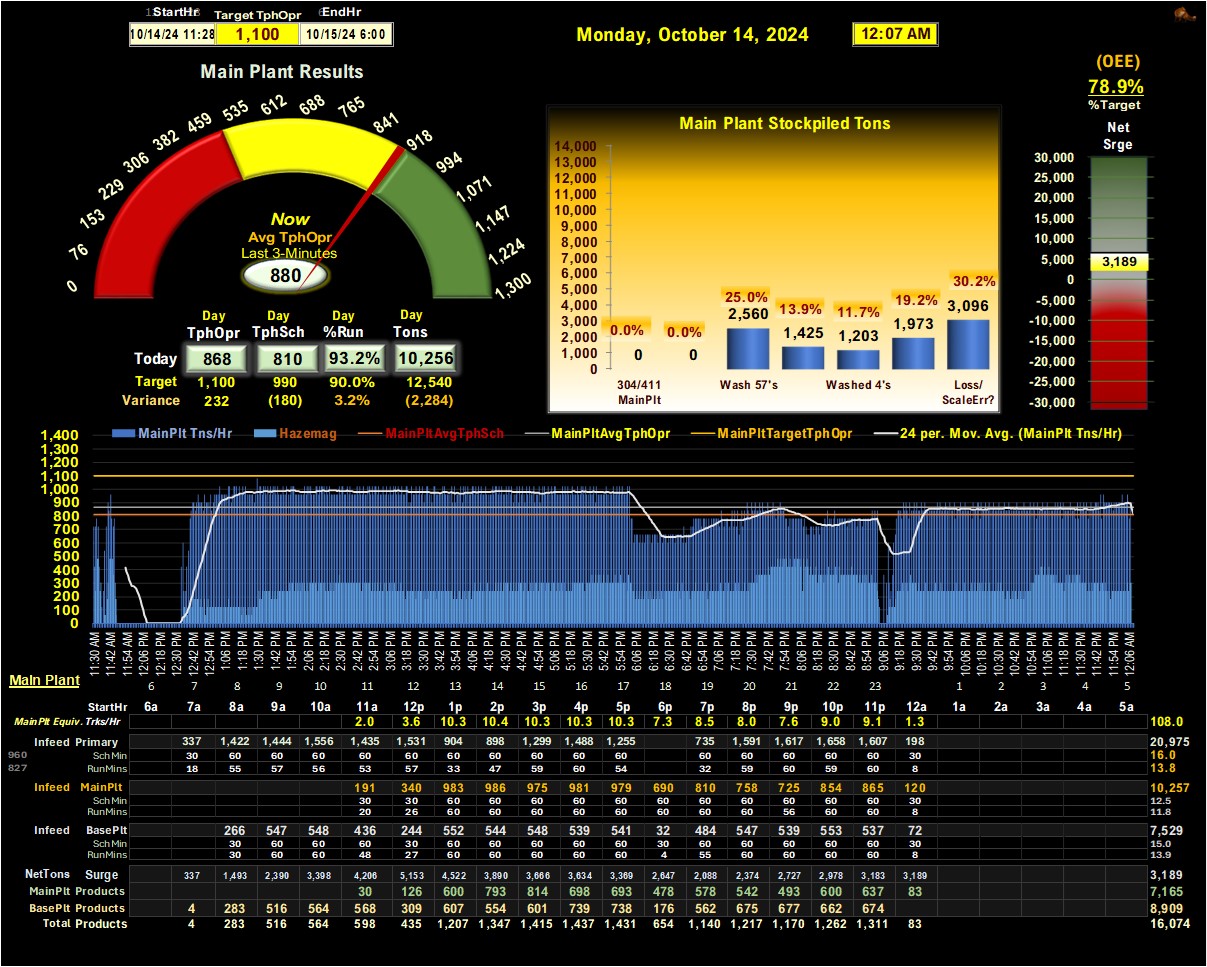 StartHr Target TphOpr EndHr
10/14/24 11:28 1,100 10/15/24 6:00
Monday, October 14, 2024
12:07 AM
(OEE)
78.9%
%Target
Net
Srge
30,000
25,000
20,000
15,000
10,000
5,000
3,189
0
-5,000
-10,000
-15,000
-20,000
-25,000
-30,000
Main Plant Results
0
76
153
229
306
382
459
535
612
688
765
841
918
994
1,071
1,147
1,224
1,300
Now
Avg TphOpr
Last 3-Minutes
880
Day Day Day Day
TphOpr TphSch %Run Tons
Today 868 810 93.2% 10,256
Target 1,100 990 90.0% 12,540
Variance 232 (180) 3.2% (2,284)
Main Plant Stockpiled Tons
14,000
13,000
12,000
11,000
10,000
9,000
8,000
7,000
6,000
5,000
4,000
3,000
2,000
1,000
0
0.0% 0.0% 25.0% 13.9% 11.7% 19.2% 30.2%
0 0 2,560 1,425 1,203 1,973 3,096
304/411 Wash 57's Washed 4's Loss/
MainPlt ScaleErr?
MainPlt Tns/Hr Hazemag MainPltAvgTphSch MainPltAvgTphOpr MainPltTargetTphOpr 24 per. Mov. Avg. (MainPlt Tns/Hr)
1,400
1,300
1,200
1,100
1,000
900
800
700
600
500
400
300
200
100
0
11:30 AM 11:42 AM 11:54 AM 12:06 PM 12:18 PM 12:30 PM 12:42 PM 12:54 PM 1:06 PM 1:18 PM 1:30 PM 1:42 PM 1:54 PM 2:06 PM 2:18 PM 2:30 PM 2:42 PM 2:54 PM 3:06 PM 3:18 PM 3:30 PM 3:42 PM 3:54 PM 4:06 PM 4:18 PM 4:30 PM 4:42 PM 4:54 PM 5:06 PM 5:18 PM 5:30 PM 5:42 PM 5:54 PM 6:06 PM 6:18 PM 6:30 PM 6:42 PM 6:54 PM 7:06 PM 7:18 PM 7:30 PM 7:42 PM 7:54 PM 8:06 PM 8:18 PM 8:30 PM 8:42 PM 8:54 PM 9:06 PM 9:18 PM 9:30 PM 9:42 PM 9:54 PM 10:06 PM 10:18 PM 10:30 PM 10:42 PM 10:54 PM 11:06 PM 11:18 PM 11:30 PM 11:42 PM 11:54 PM 12:06 AM
Main Plant 6 7 8 9 10 11 12 13 14 15 16 17 18 19 20 21 22 23 1 2 3 4 5
StartHr 6a 7a 8a 9a 10a 11a 12p 1p 2p 3p 4p 5p 6p 7p 8p 9p 10p 11p 12a 1a 2a 3a 4a 5a
MainPlt Equiv. Trks/Hr 2.0 3.6 10.3 10.4 10.3 10.3 10.3 7.3 8.5 8.0 7.6 9.0 9.1 1.3 108.0
Infeed Primary 337 1,422 1,444 1,556 1,435 1,531 904 898 1,299 1,488 1,255 735 1,591 1,617 1,658 1,607 198 20,975
960 Sch Min 30 60 60 60 60 60 60 60 60 60 60 60 60 60 60 60 30 16.0
827 RunMins 18 55 57 56 53 57 33 47 59 60 54 32 59 60 59 60 8 13.8
Infeed MainPlt 191 340 983 986 975 981 979 690 810 758 725 854 865 120 10,257
Sch Min 30 30 60 60 60 60 60 60 60 60 60 60 60 30 12.5
RunMins 20 26 60 60 60 60 60 60 60 60 56 60 60 8 11.8
Infeed BasePlt 266 547 548 436 244 552 544 548 539 541 32 484 547 539 553 537 72 7,529
Sch Min 30 60 60 60 30 60 60 60 60 60 30 60 60 60 60 60 30 15.0
RunMins 30 60 60 48 27 60 60 60 60 60 4 55 60 60 60 60 8 13.9
NetTons Surge 337 1,493 2,390 3,398 4,206 5,153 4,522 3,890 3,666 3,634 3,369 2,647 2,088 2,374 2,727 2,978 3,183 3,189 3,189
MainPlt Products 30 126 600 793 814 698 693 478 578 542 493 600 637 83 7,165
BasePlt Products 4 283 516 564 568 309 607 554 601 739 738 176 562 675 677 662 674 8,909
Total Products 4 283 516 564 598 435 1,207 1,347 1,415 1,437 1,431 654 1,140 1,217 1,170 1,262 1,311 83 16,074